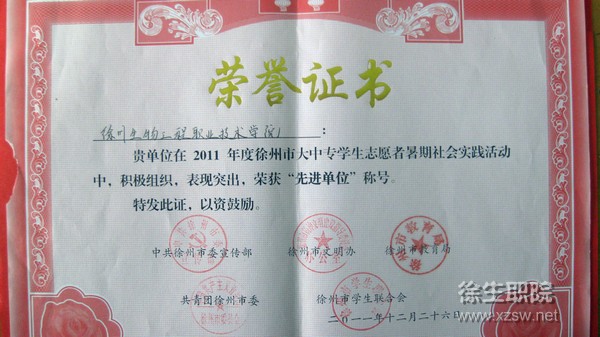 荣誉证书
徐州生物工程职业技术学院：
贵单位在 2011 年度徐州市大中专学生志愿者暑期社会实践活动
中，积极组织，表现突出，荣获“先进单位”称号。
特发此证，以资鼓励。
中共徐州市委宣传部 徐州市文明办 徐州市教育局
共青团徐州市委 徐州市学生联合会
二〇一一年十二月二十六日
徐州市教育局
徐生职院
www.xzsw.net